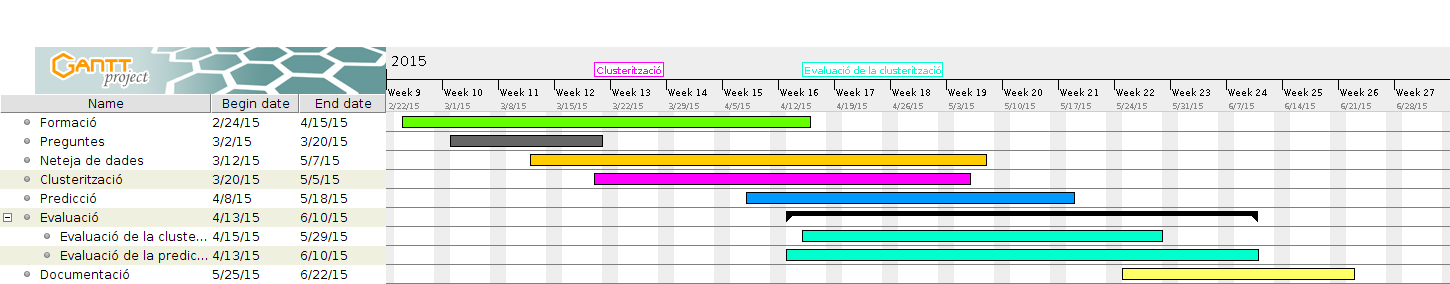 GANTT project
2015
Clusterització
Evaluació de la clusterització
Week 9 Week 10 Week 11 Week 12 Week 13 Week 14 Week 15 Week 16 Week 17 Week 18 Week 19 Week 20 Week 21 Week 22 Week 23 Week 24 Week 25 Week 26 Week 27
2/22/15 3/1/15 3/8/15 3/15/15 3/22/15 3/29/15 4/5/15 4/12/15 4/19/15 4/26/15 5/3/15 5/10/15 5/17/15 5/24/15 5/31/15 6/7/15 6/14/15 6/21/15 6/28/15
Name Begin date End date
Formació 2/24/15 4/15/15
Preguntes 3/2/15 3/20/15
Neteja de dades 3/12/15 5/7/15
Clusterització 3/20/15 5/5/15
Predicció 4/8/15 5/18/15
Evaluació 4/13/15 6/10/15
Evaluació de la cluste... 4/15/15 5/29/15
Evaluació de la predic... 4/13/15 6/10/15
Documentació 5/25/15 6/22/15